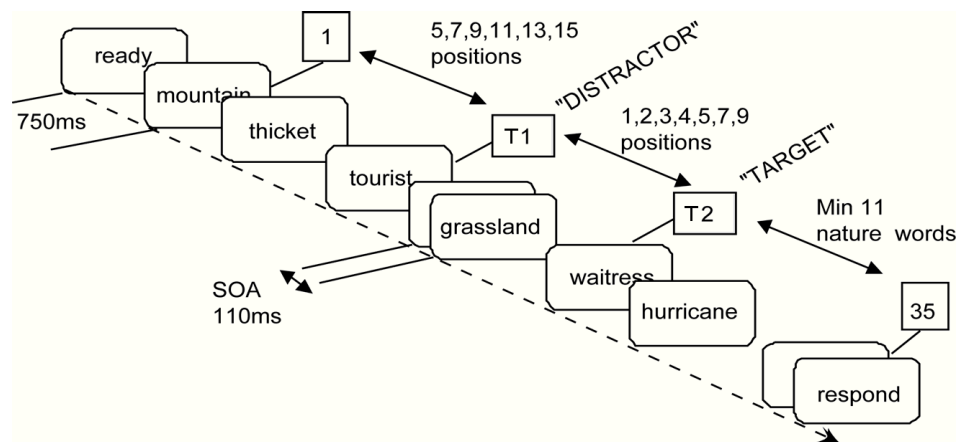 ready
1
5,7,9,11,13,15
positions
"DISTRACTOR"
mountain
750ms
thicket
T1
1,2,3,4,5,7,9
positions
"TARGET"
tourist
T2
Min 11
nature words
grassland
SOA
110ms
waitress
hurricane
35
respond